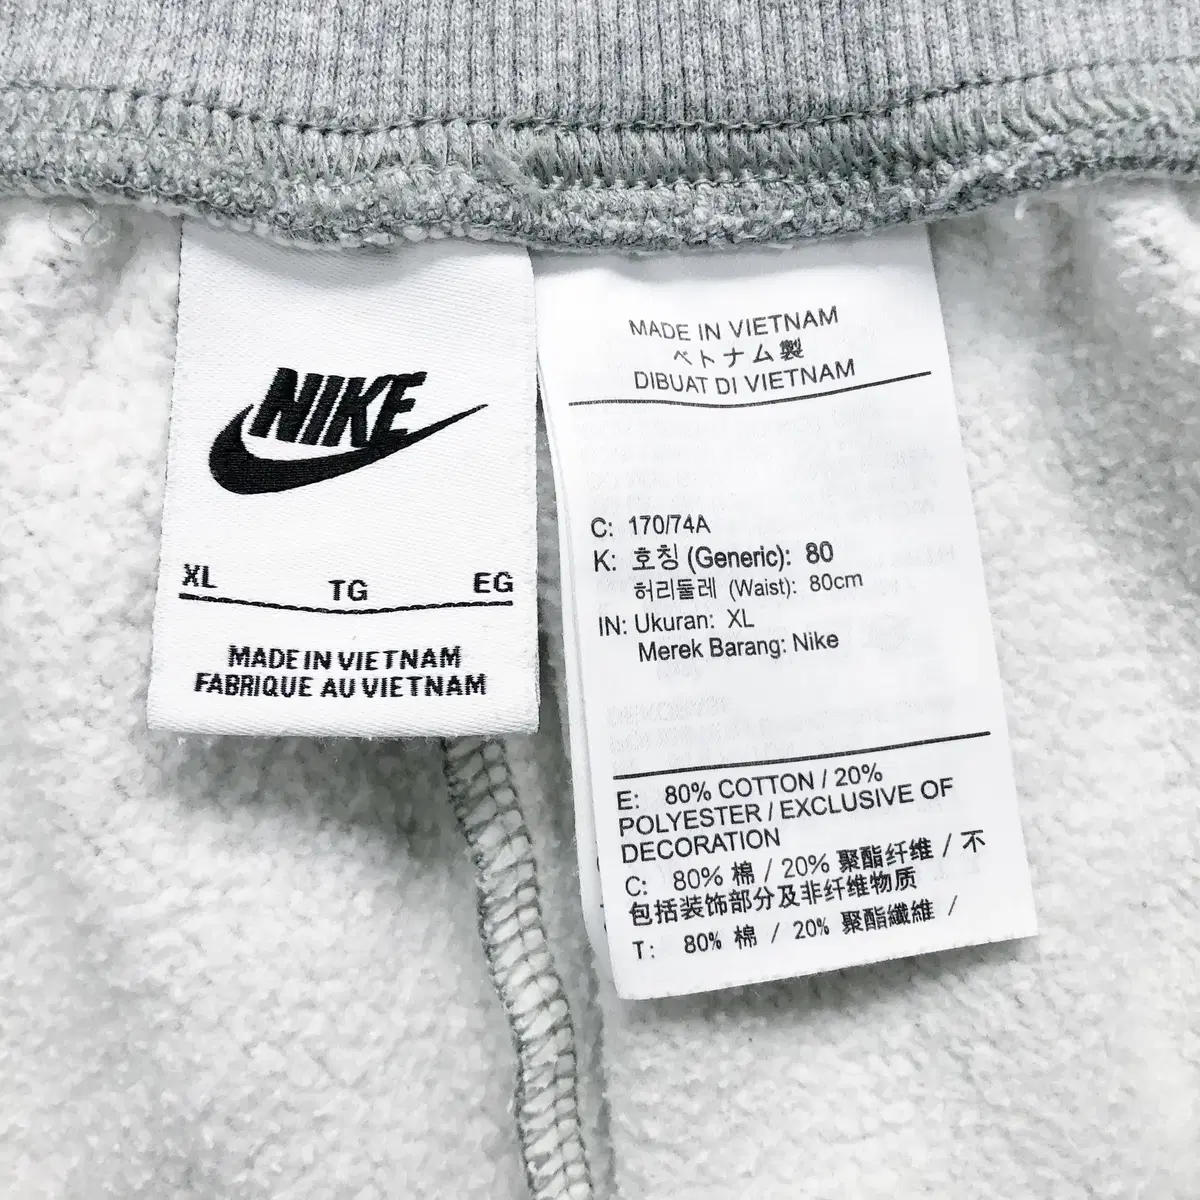 NIKE
XL TG EG
MADE IN VIETNAM
FABRIQUE AU VIETNAM
MADE IN VIETNAM
ベトナム製
DIBUAT DI VIETNAM
C: 170/74A
K: 호칭 (Generic): 80
허리둘레 (Waist): 80cm
IN: Ukuran: XL
Merek Barang: Nike
E: 80% COTTON / 20%
POLYESTER / EXCLUSIVE OF
DECORATION
C: 80% 棉 / 20% 聚酯纤维 / 不
包括装饰部分及非纤维物质
T: 80% 棉 / 20% 聚酯纖維 /